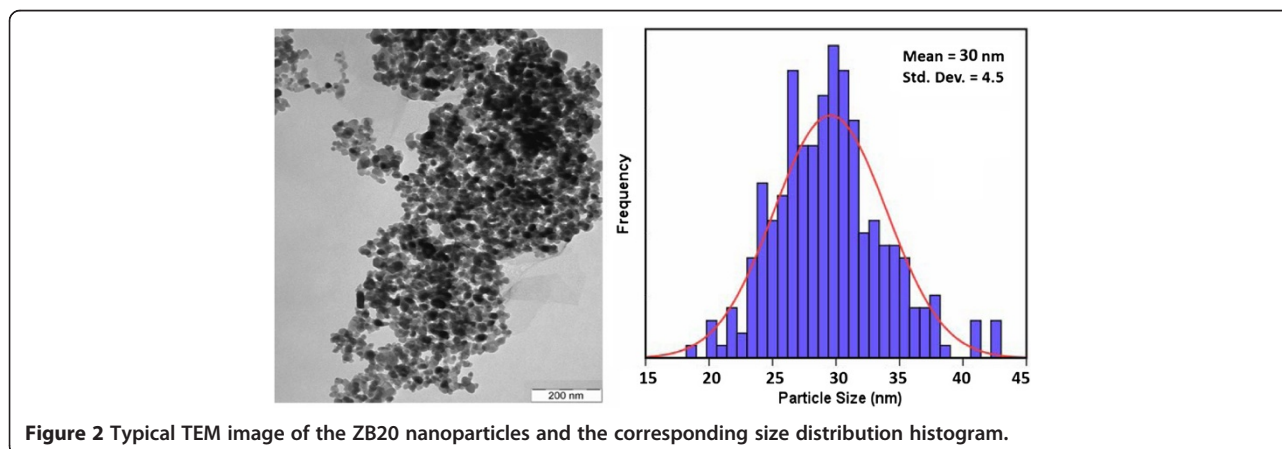 200 nm
Mean = 30 nm
Std. Dev. = 4.5
Frequency
15 20 25 30 35 40 45
Particle Size (nm)
Figure 2 Typical TEM image of the ZB20 nanoparticles and the corresponding size distribution histogram.